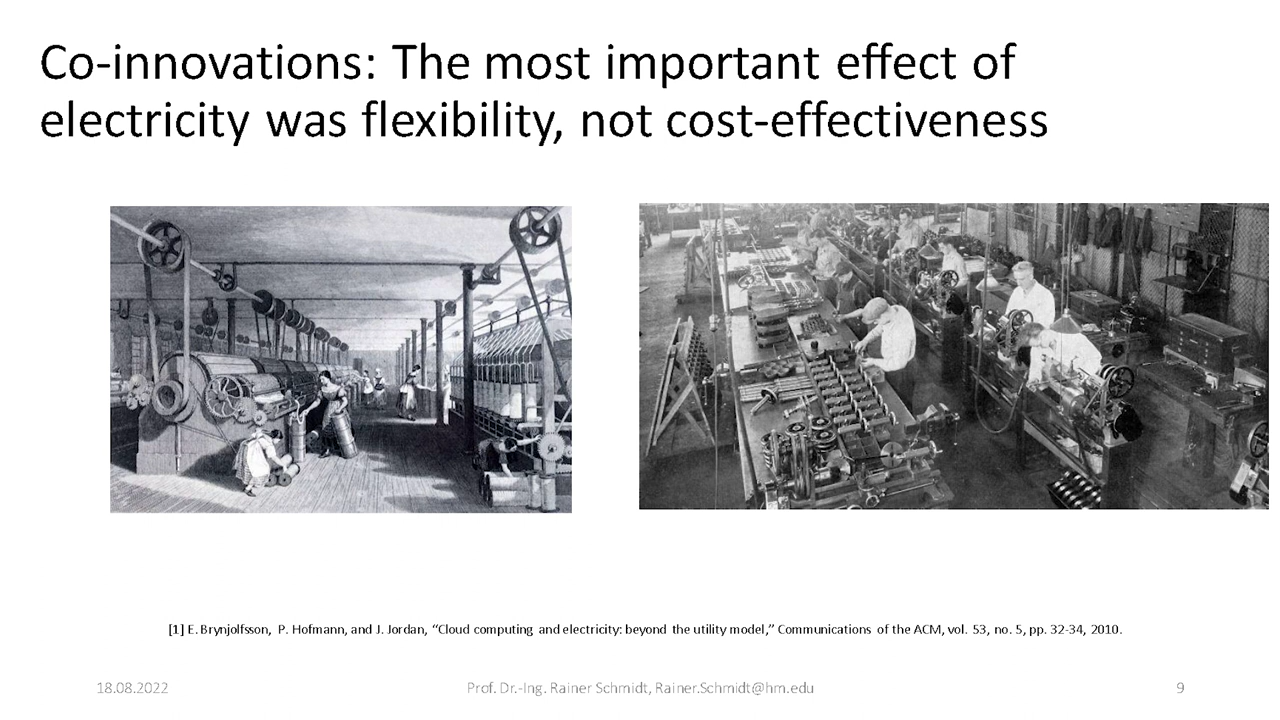 Co-innovations: The most important effect of
electricity was flexibility, not cost-effectiveness
[1] E. Brynjolfsson, P. Hofmann, and J. Jordan, “Cloud computing and electricity: beyond the utility model,” Communications of the ACM, vol. 53, no. 5, pp. 32-34, 2010.
18.08.2022
Prof. Dr.-Ing. Rainer Schmidt, Rainer.Schmidt@hm.edu
9